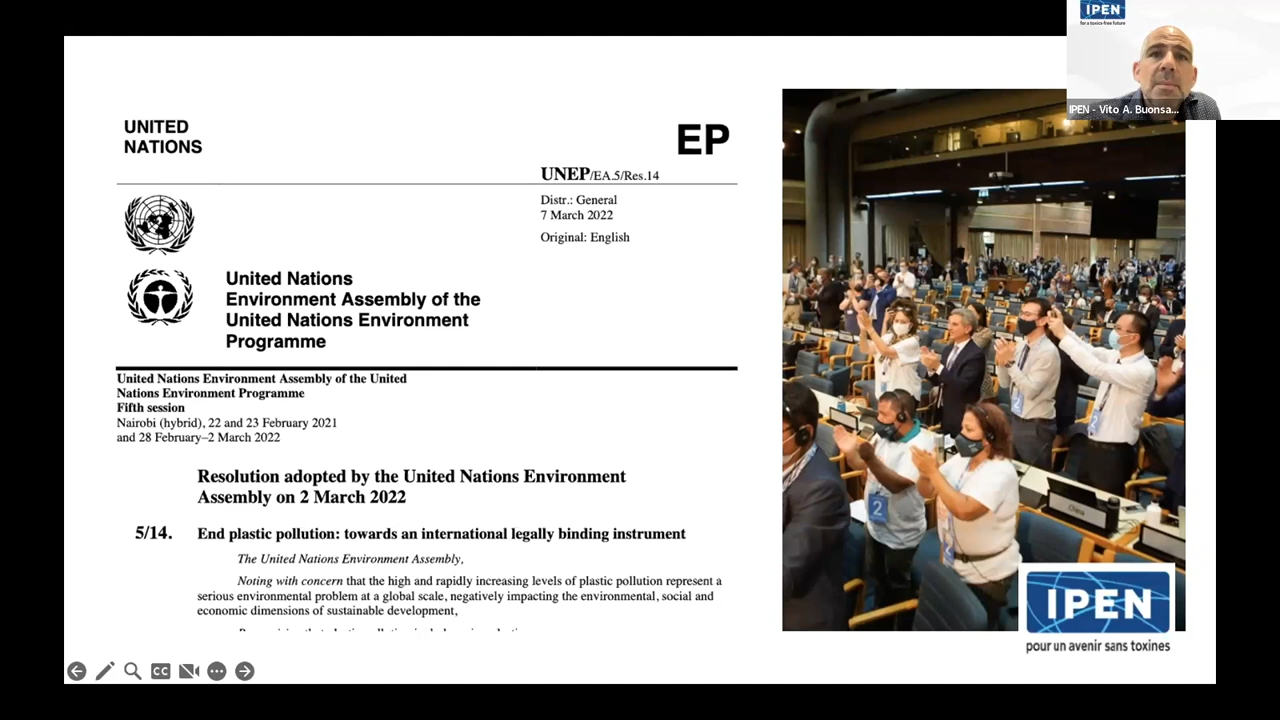 IPEN
for a toxics-free future
IPEN - Vito A. Buonsa...
UNITED
NATIONS
EP
UNEP/EA.5/Res.14
Distr.: General
7 March 2022
Original: English
United Nations
Environment Assembly of the
United Nations Environment
Programme
United Nations Environment Assembly of the United
Nations Environment Programme
Fifth session
Nairobi (hybrid), 22 and 23 February 2021
and 28 February–2 March 2022
Resolution adopted by the United Nations Environment
Assembly on 2 March 2022
5/14. End plastic pollution: towards an international legally binding instrument
The United Nations Environment Assembly,
Noting with concern that the high and rapidly increasing levels of plastic pollution represent a
serious environmental problem at a global scale, negatively impacting the environmental, social and
economic dimensions of sustainable development,
2
2
2
2
China
IPEN
pour un avenir sans toxines
CC